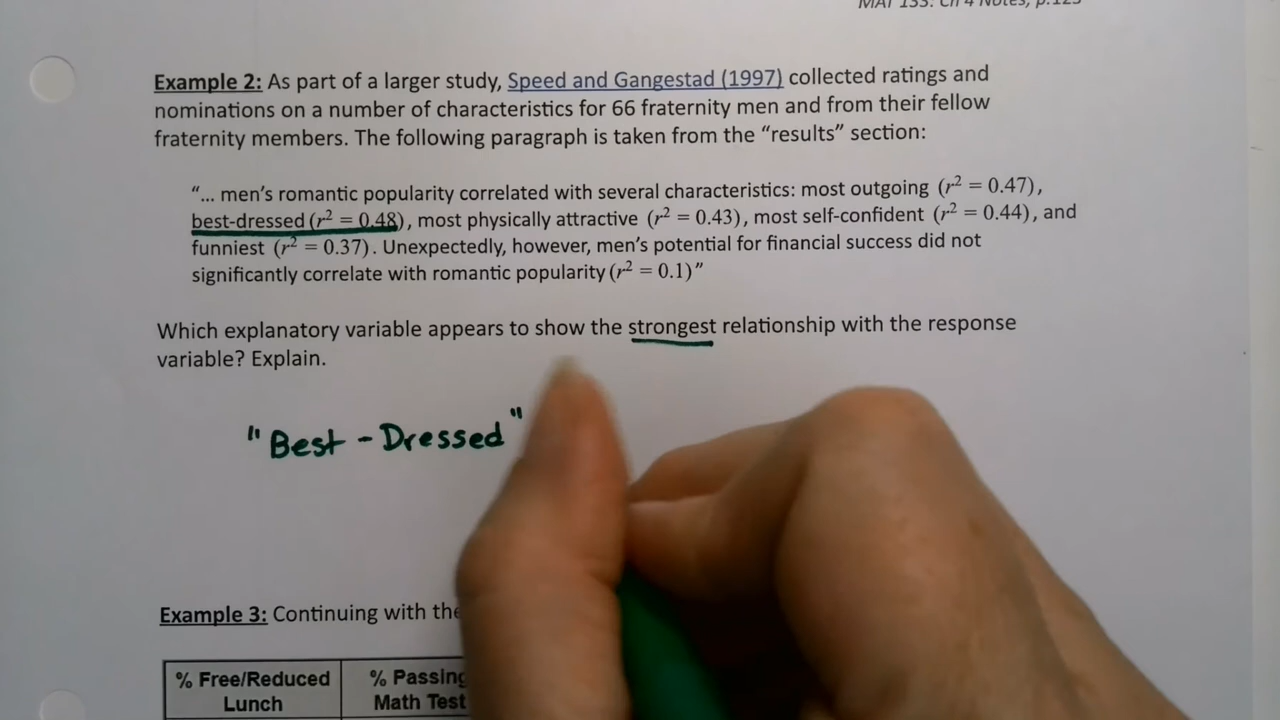 MAT 133: Ch 4 Notes, p.123
Example 2: As part of a larger study, Speed and Gangestad (1997) collected ratings and
nominations on a number of characteristics for 66 fraternity men and from their fellow
fraternity members. The following paragraph is taken from the “results” section:
“... men’s romantic popularity correlated with several characteristics: most outgoing (r² = 0.47),
best-dressed (r² = 0.48), most physically attractive (r² = 0.43), most self-confident (r² = 0.44), and
funniest (r² = 0.37). Unexpectedly, however, men’s potential for financial success did not
significantly correlate with romantic popularity (r² = 0.1)”
Which explanatory variable appears to show the strongest relationship with the response
variable? Explain.
"Best - Dressed"
Example 3: Continuing with the
% Free/Reduced
Lunch
% Passing
Math Test